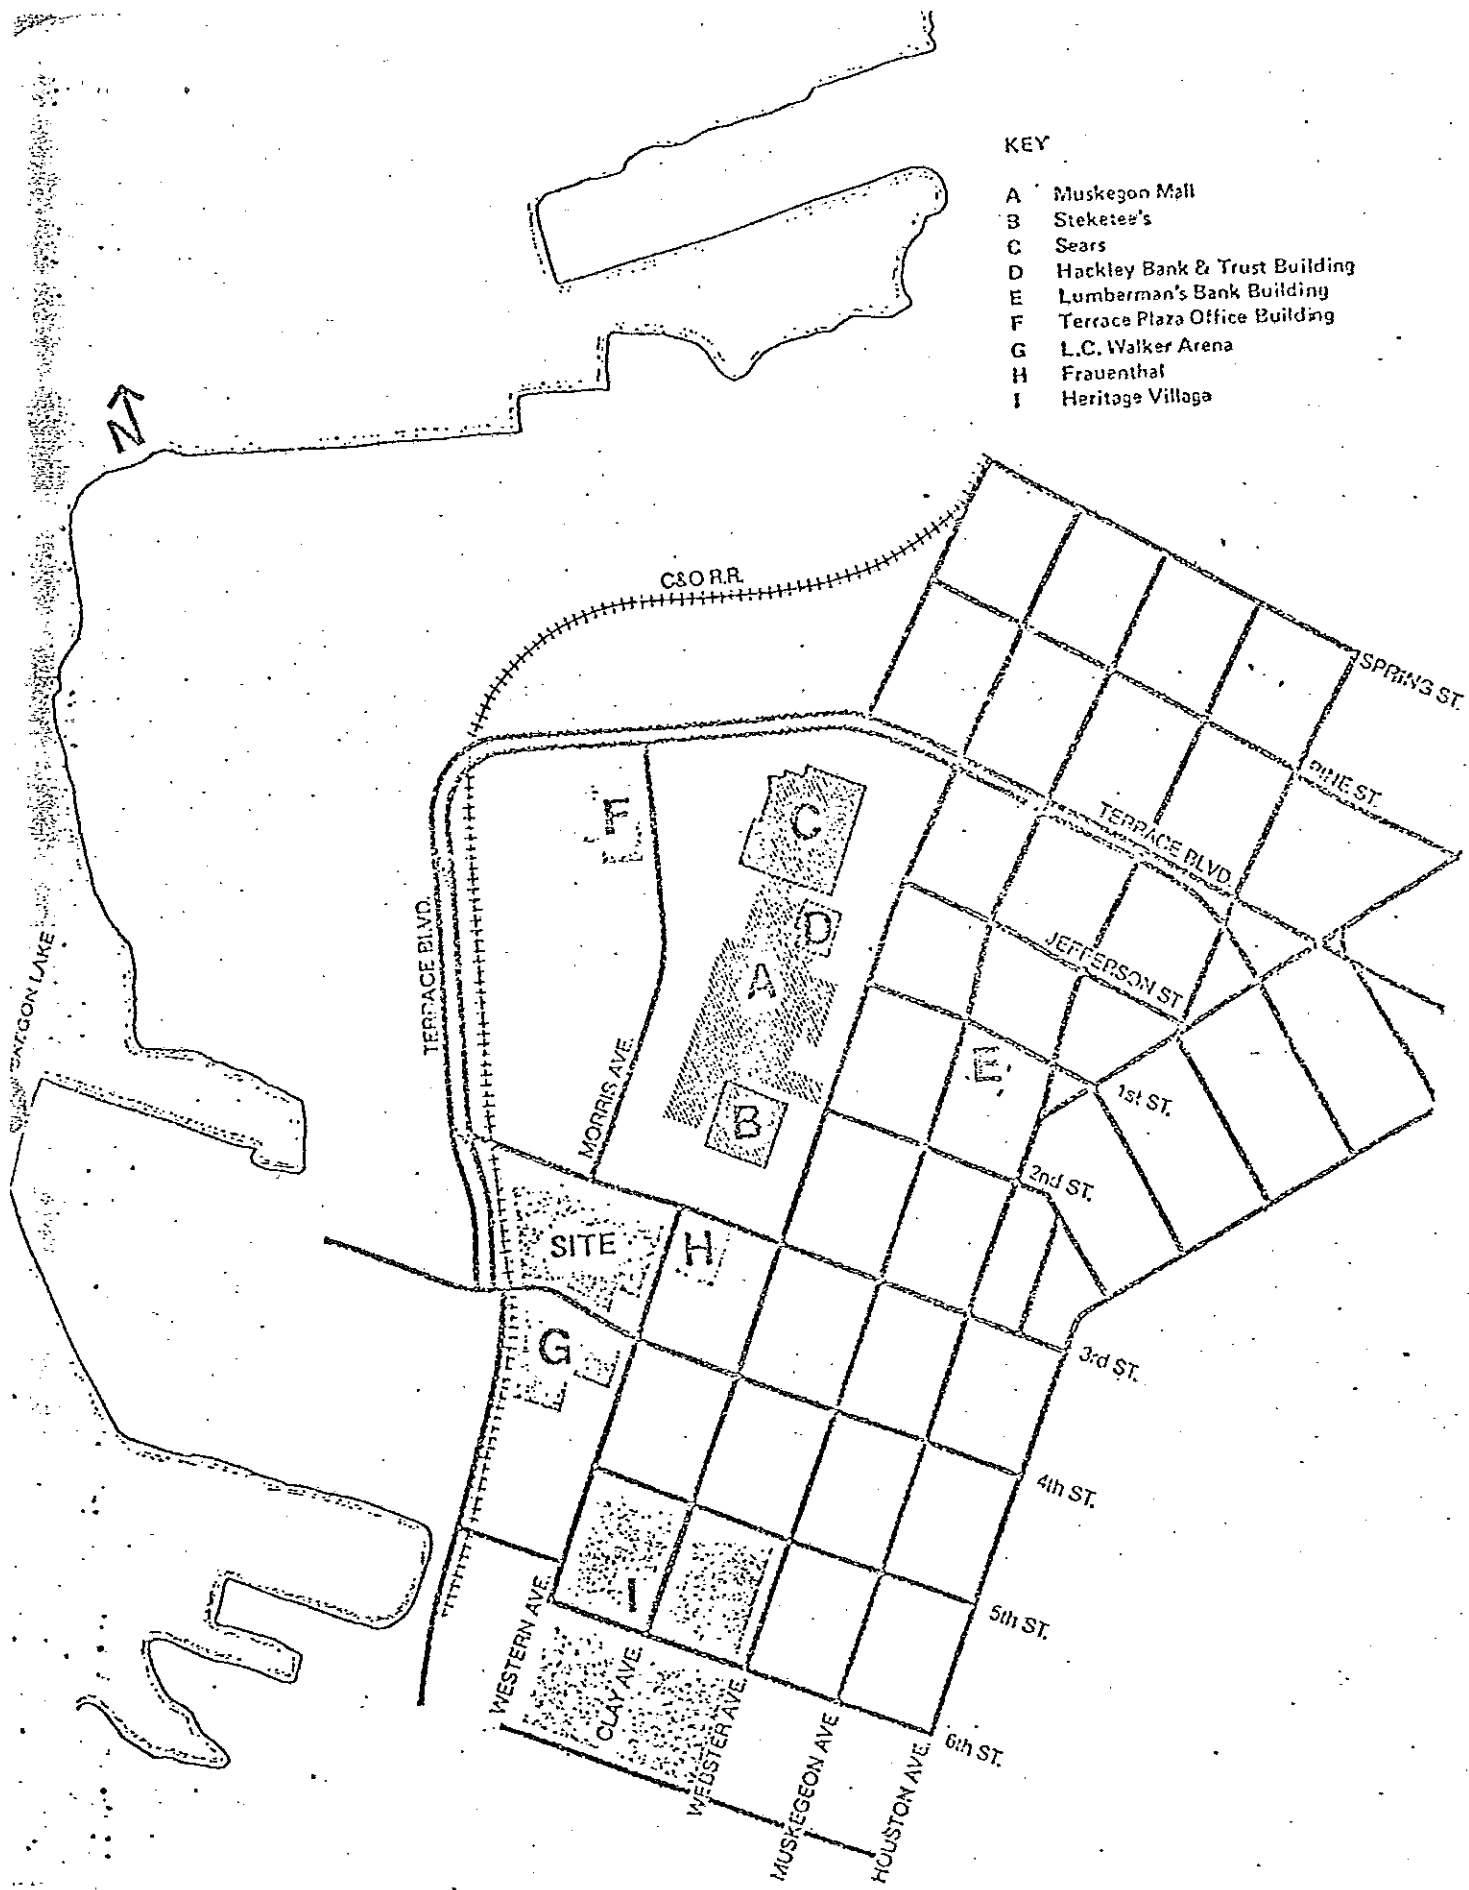 KEY
A Muskegon Mall
B Steketee's
C Sears
D Hackley Bank & Trust Building
E Lumberman's Bank Building
F Terrace Plaza Office Building
G L.C. Walker Arena
H Frauenthal
I Heritage Village
N
C&O R.R.
SPRING ST.
PINE ST.
TERRACE BLVD.
F
C
D
TERRACE BLVD.
JEFFERSON ST.
A
LAKE
MORRIS AVE.
E
1st ST.
B
2nd ST.
SITE
H
G
3rd ST.
4th ST.
I
5th ST.
WESTERN AVE.
CLAY AVE.
WEBSTER AVE.
MUSKEGEON AVE
HOUSTON AVE.
6th ST.